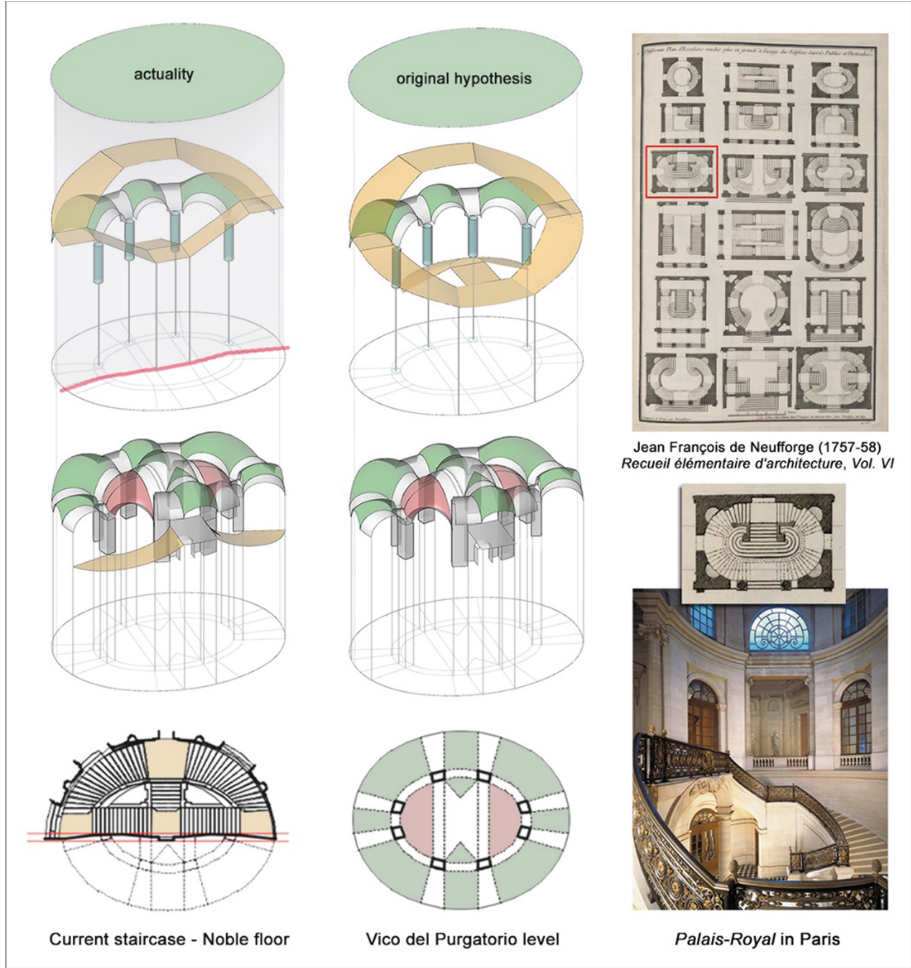 actuality
original hypothesis
Jean François de Neufforge (1757-58)
Recueil élémentaire d'architecture, Vol. VI
Current staircase - Noble floor
Vico del Purgatorio level
Palais-Royal in Paris